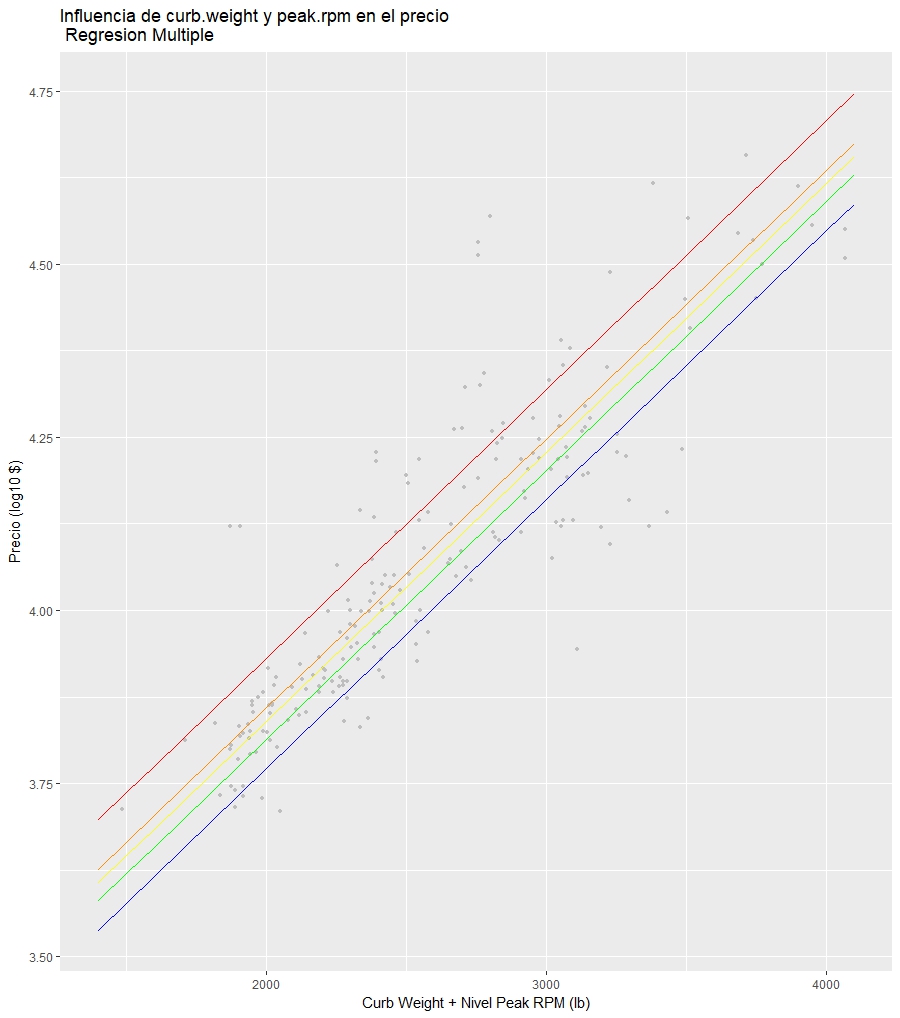 Influencia de curb.weight y peak.rpm en el precio
Regresion Multiple
4.75
4.50
4.25
4.00
3.75
3.50
Precio (log10 $)
2000
3000
4000
Curb Weight + Nivel Peak RPM (lb)